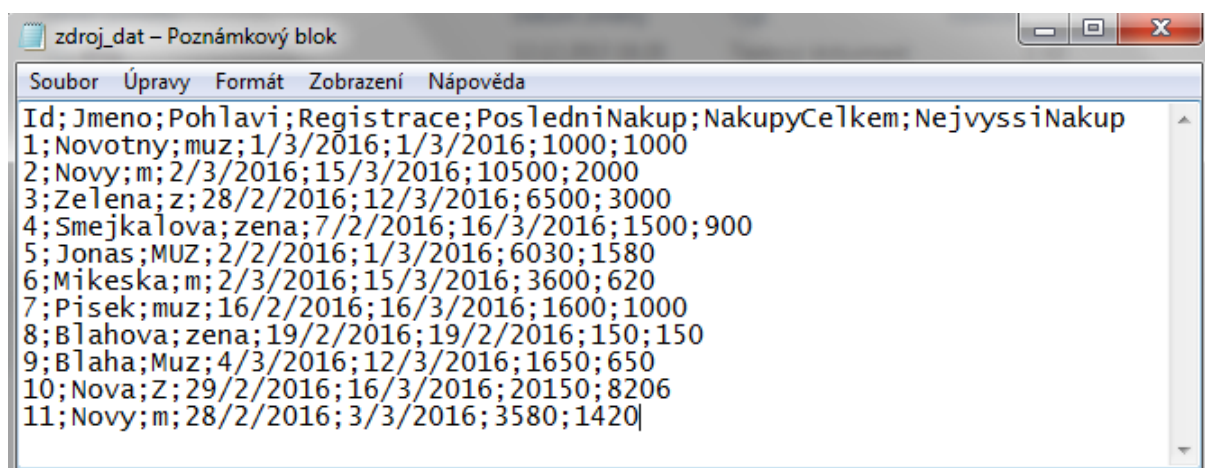 zdroj_dat – Poznámkový blok
Soubor Úpravy Formát Zobrazení Nápověda
Id;Jmeno;Pohlavi;Registrace;PosledniNakup;NakupyCelkem;NejvyssiNakup
1;Novotny;muz;1/3/2016;1/3/2016;1000;1000
2;Novy;m;2/3/2016;15/3/2016;10500;2000
3;Zelena;z;28/2/2016;12/3/2016;6500;3000
4;Smejkalova;zena;7/2/2016;16/3/2016;1500;900
5;Jonas;MUZ;2/2/2016;1/3/2016;6030;1580
6;Mikeska;m;2/3/2016;15/3/2016;3600;620
7;Pisek;muz;16/2/2016;16/3/2016;1600;1000
8;Blahova;zena;19/2/2016;19/2/2016;150;150
9;Blaha;Muz;4/3/2016;12/3/2016;1650;650
10;Nova;Z;29/2/2016;16/3/2016;20150;8206
11;Novy;m;28/2/2016;3/3/2016;3580;1420